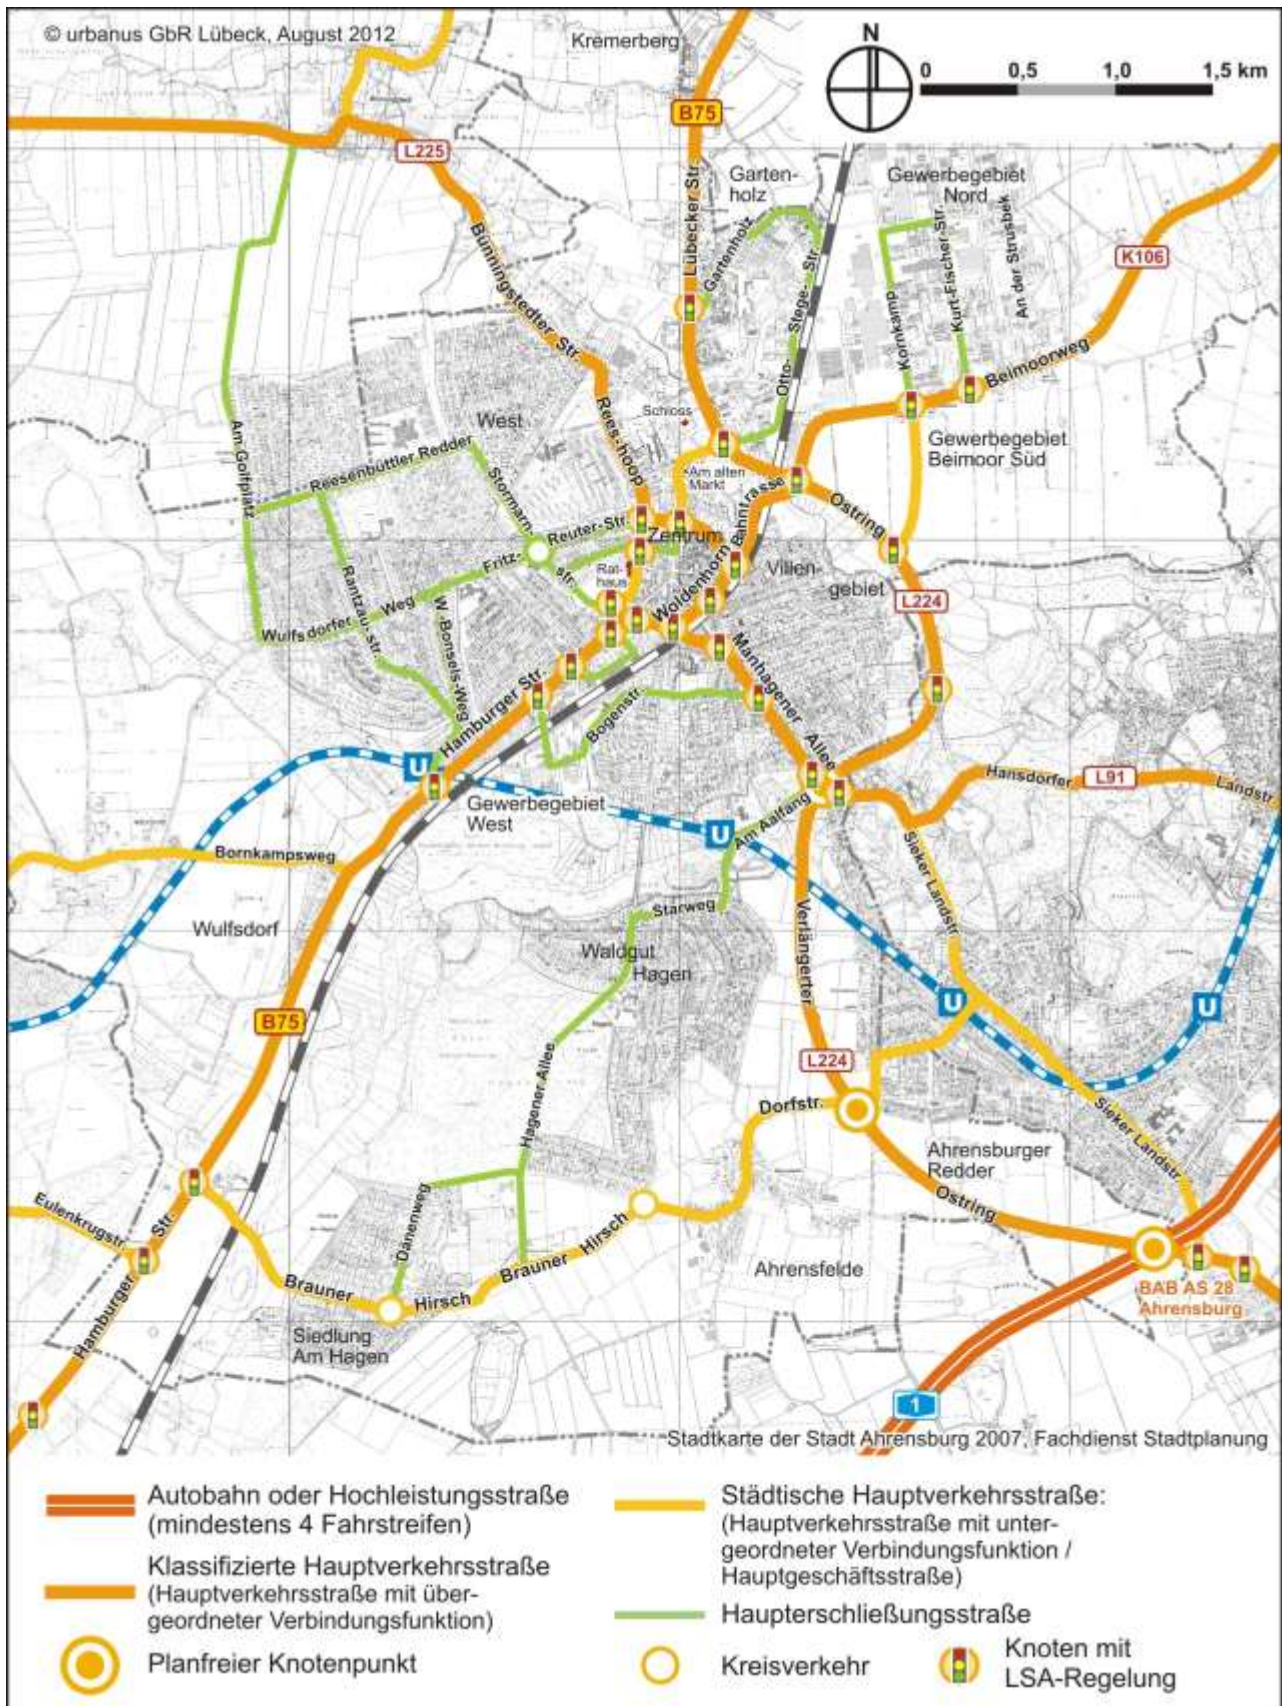 © urbanus GbR Lübeck, August 2012
Kremerberg
N
0 0,5 1,0 1,5 km
B75
L225
Garten-
holz
Gewerbegebiet
Nord
Lübecker Str.
Gartenholz
Bünningstedter Str.
Otto-Stege-Str.
Kornkamp
Kurt-Fischer-Str.
An der Strusbek
K106
Beimoorweg
Am Golfplatz
West
Rees-hoop
Schloss
Am alten
Markt
Gewerbegebiet
Beimoor Süd
Reesenbüttler Redder
Stormarn-
str.
Fritz-
Reuter-Str.
Zentrum
Rat-
haus
Woldenhorn
Bahntrasse
Ostring
Villen-
gebiet
L224
Wulfsdorfer Weg
Rantzau-str.
W.-Bonsels-Weg
Hamburger Str.
Bogenstr.
Manhagener Allee
U
Gewerbegebiet
West
U
Am Aalfang
Hansdorfer
L91
Landstr.
Bornkampsweg
Sieker Landstr.
Wulfsdorf
Starweg
Waldgut
Hagen
Verlängerter
U
U
B75
L224
Hagener Allee
Dorfstr.
Sieker Landstr.
Ahrensburger
Redder
Ostring
Dänenweg
Eulenkrugstr.
Hamburger Str.
Brauner Hirsch
Brauner Hirsch
Ahrensfelde
BAB AS 28
Ahrensburg
Siedlung
Am Hagen
1
Stadtkarte der Stadt Ahrensburg 2007, Fachdienst Stadtplanung
Autobahn oder Hochleistungsstraße
(mindestens 4 Fahrstreifen)
Klassifizierte Hauptverkehrsstraße
(Hauptverkehrsstraße mit über-
geordneter Verbindungsfunktion)
Planfreier Knotenpunkt
Städtische Hauptverkehrsstraße:
(Hauptverkehrsstraße mit unter-
geordneter Verbindungsfunktion /
Hauptgeschäftsstraße)
Haupterschließungsstraße
Kreisverkehr
Knoten mit
LSA-Regelung